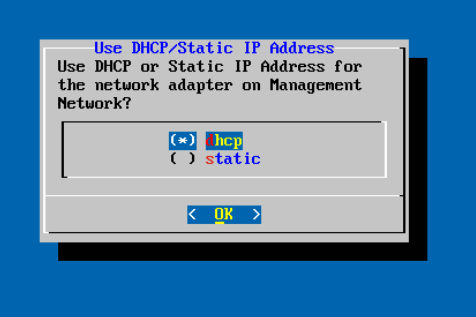 Use DHCP/Static IP Address
Use DHCP or Static IP Address for
the network adapter on Management
Network?
(*) dhcp
( ) static
< OK >